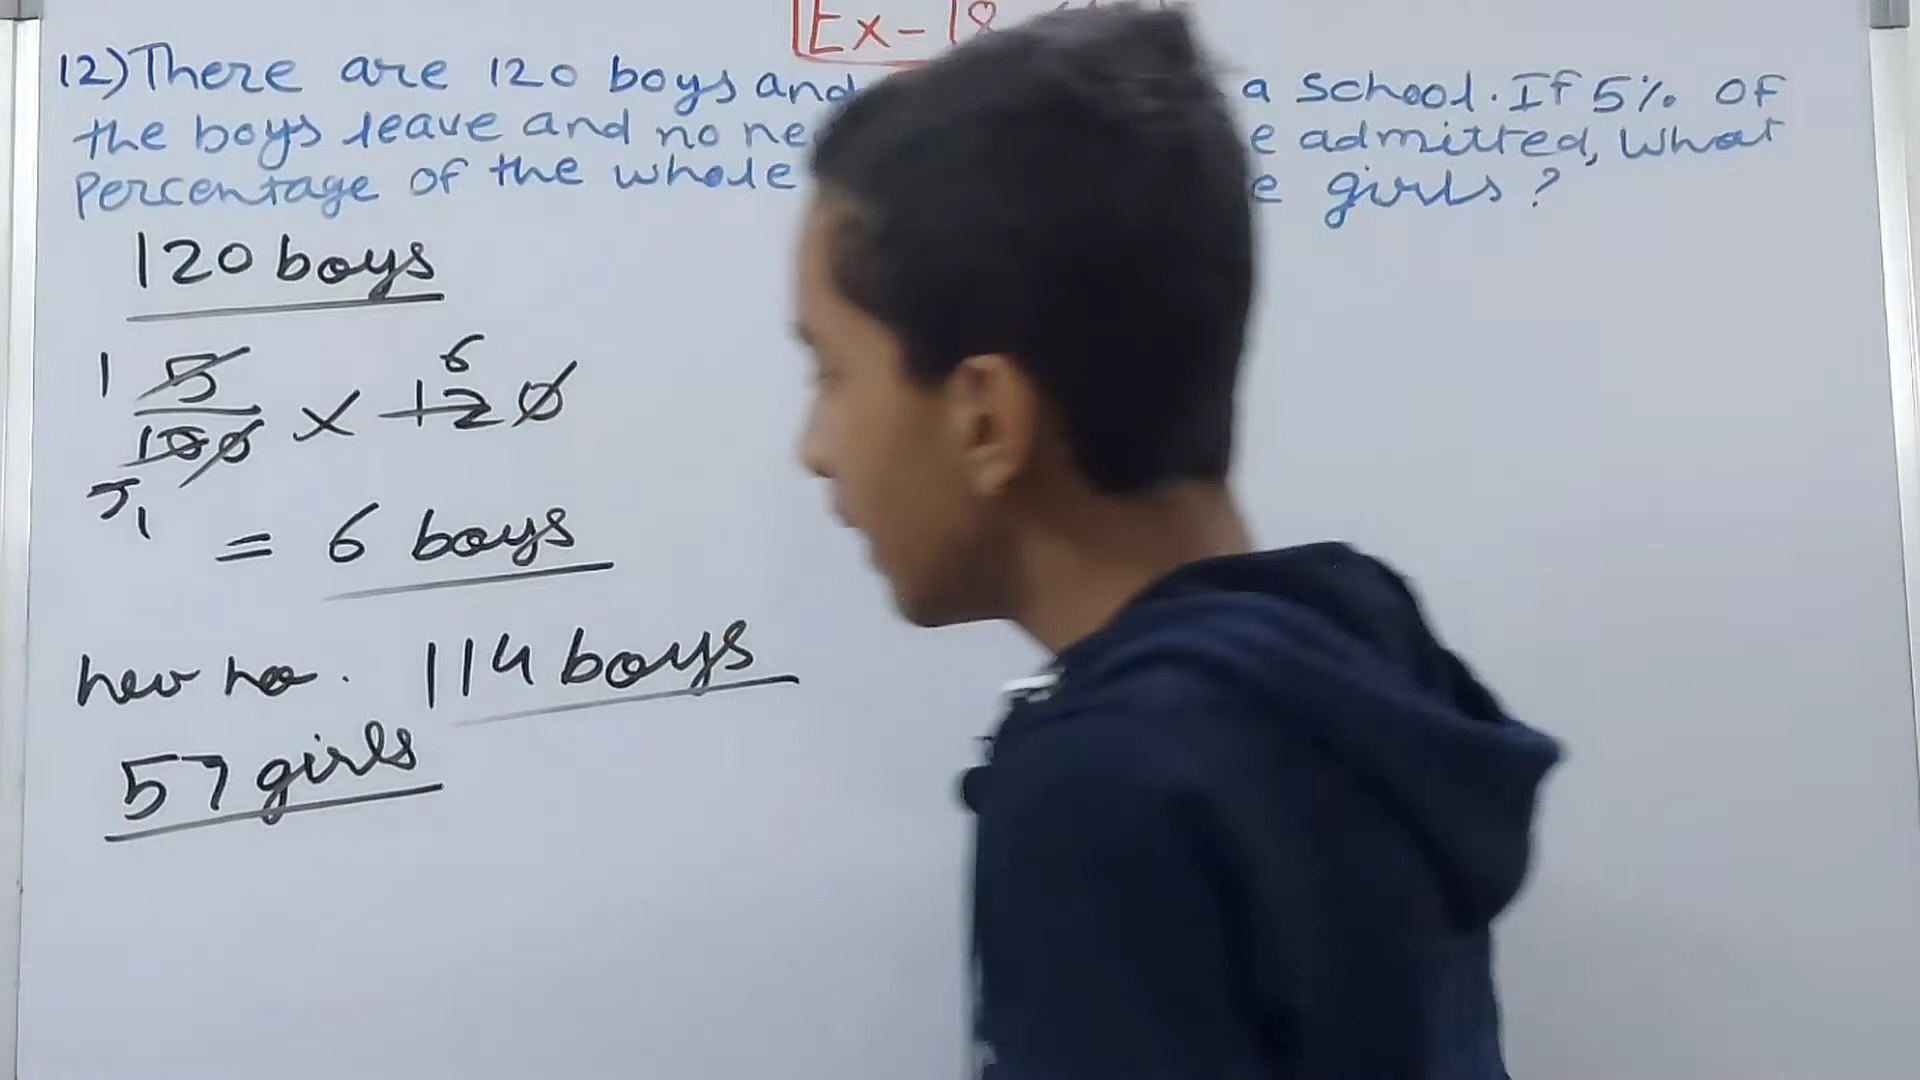 Ex-18
12) There are 120 boys and a school. If 5% of
the boys leave and no admitted, what
Percentage of the whole girls?
120 boys
6
1 5
100 × 120
5 1
= 6 boys
new no. 114 boys
57 girls